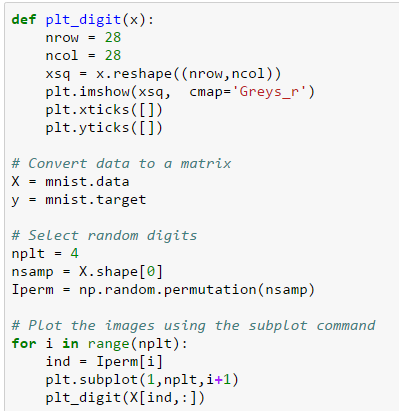 def plt_digit(x):
    nrow = 28
    ncol = 28
    xsq = x.reshape((nrow,ncol))
    plt.imshow(xsq,  cmap='Greys_r')
    plt.xticks([])
    plt.yticks([])

# Convert data to a matrix
X = mnist.data
y = mnist.target

# Select random digits
nplt = 4
nsamp = X.shape[0]
Iperm = np.random.permutation(nsamp)

# Plot the images using the subplot command
for i in range(nplt):
    ind = Iperm[i]
    plt.subplot(1,nplt,i+1)
    plt_digit(X[ind,:])